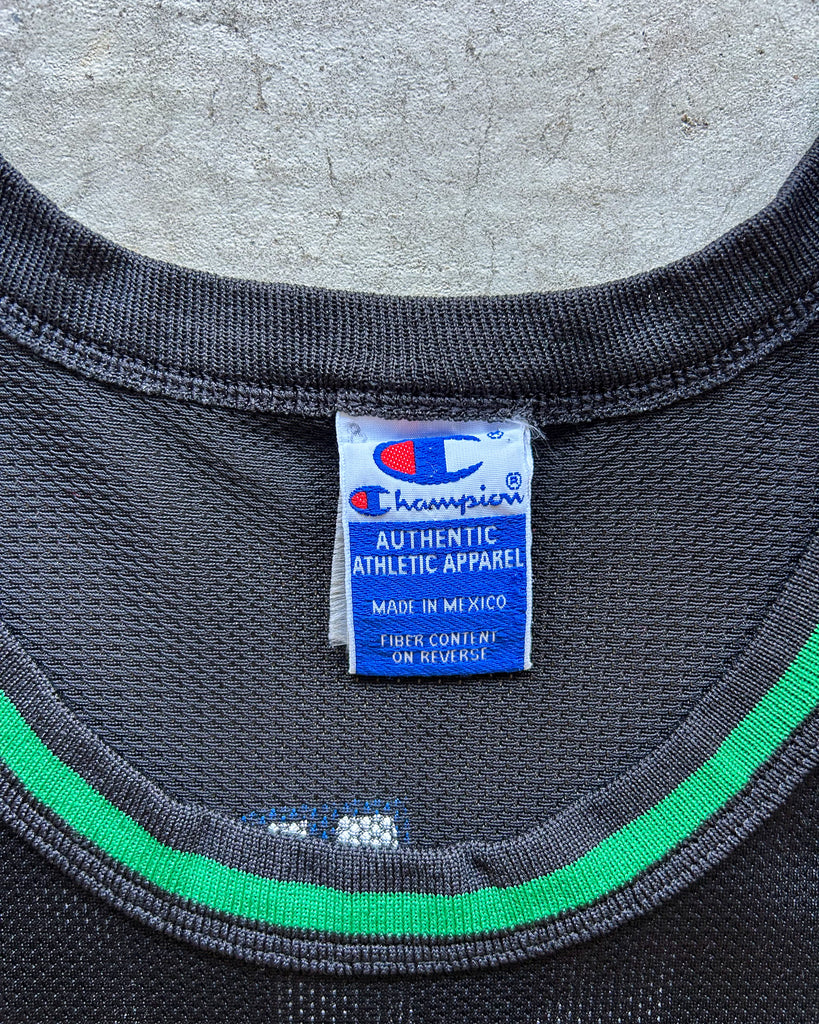 Champion®
AUTHENTIC
ATHLETIC APPAREL
MADE IN MEXICO
FIBER CONTENT
ON REVERSE